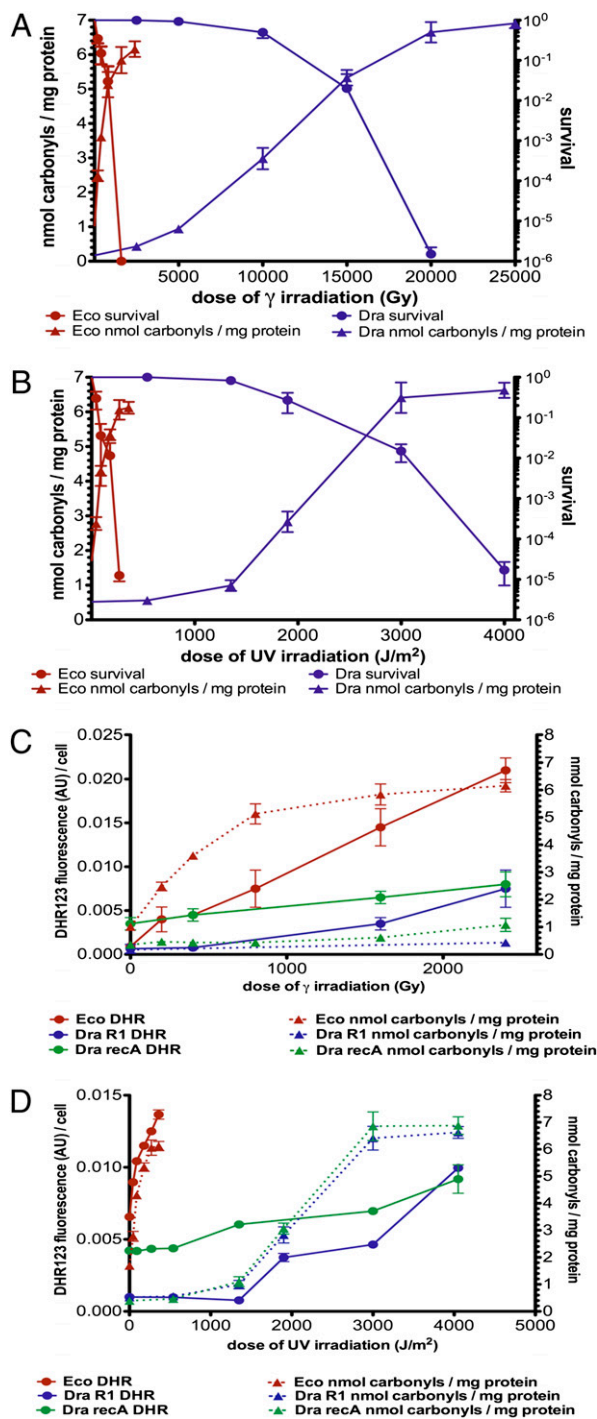 A
nmol carbonyls / mg protein
7
6
5
4
3
2
1
0
5000 10000 15000 20000 25000
10⁰
10⁻¹
10⁻²
10⁻³
10⁻⁴
10⁻⁵
10⁻⁶
survival
dose of γ irradiation (Gy)
Eco survival
Dra survival
Eco nmol carbonyls / mg protein
Dra nmol carbonyls / mg protein
B
nmol carbonyls / mg protein
7
6
5
4
3
2
1
0
1000 2000 3000 4000
10⁰
10⁻¹
10⁻²
10⁻³
10⁻⁴
10⁻⁵
10⁻⁶
survival
dose of UV irradiation (J/m²)
Eco survival
Dra survival
Eco nmol carbonyls / mg protein
Dra nmol carbonyls / mg protein
C
DHR123 fluorescence (AU) / cell
0.025
0.020
0.015
0.010
0.005
0.000
0 1000 2000
8
7
6
5
4
3
2
1
0
nmol carbonyls / mg protein
dose of γ irradiation (Gy)
Eco DHR
Eco nmol carbonyls / mg protein
Dra R1 DHR
Dra R1 nmol carbonyls / mg protein
Dra recA DHR
Dra recA nmol carbonyls / mg protein
D
DHR123 fluorescence (AU) / cell
0.015
0.010
0.005
0.000
0 1000 2000 3000 4000 5000
8
7
6
5
4
3
2
1
0
nmol carbonyls / mg protein
dose of UV irradiation (J/m²)
Eco DHR
Eco nmol carbonyls / mg protein
Dra R1 DHR
Dra R1 nmol carbonyls / mg protein
Dra recA DHR
Dra recA nmol carbonyls / mg protein